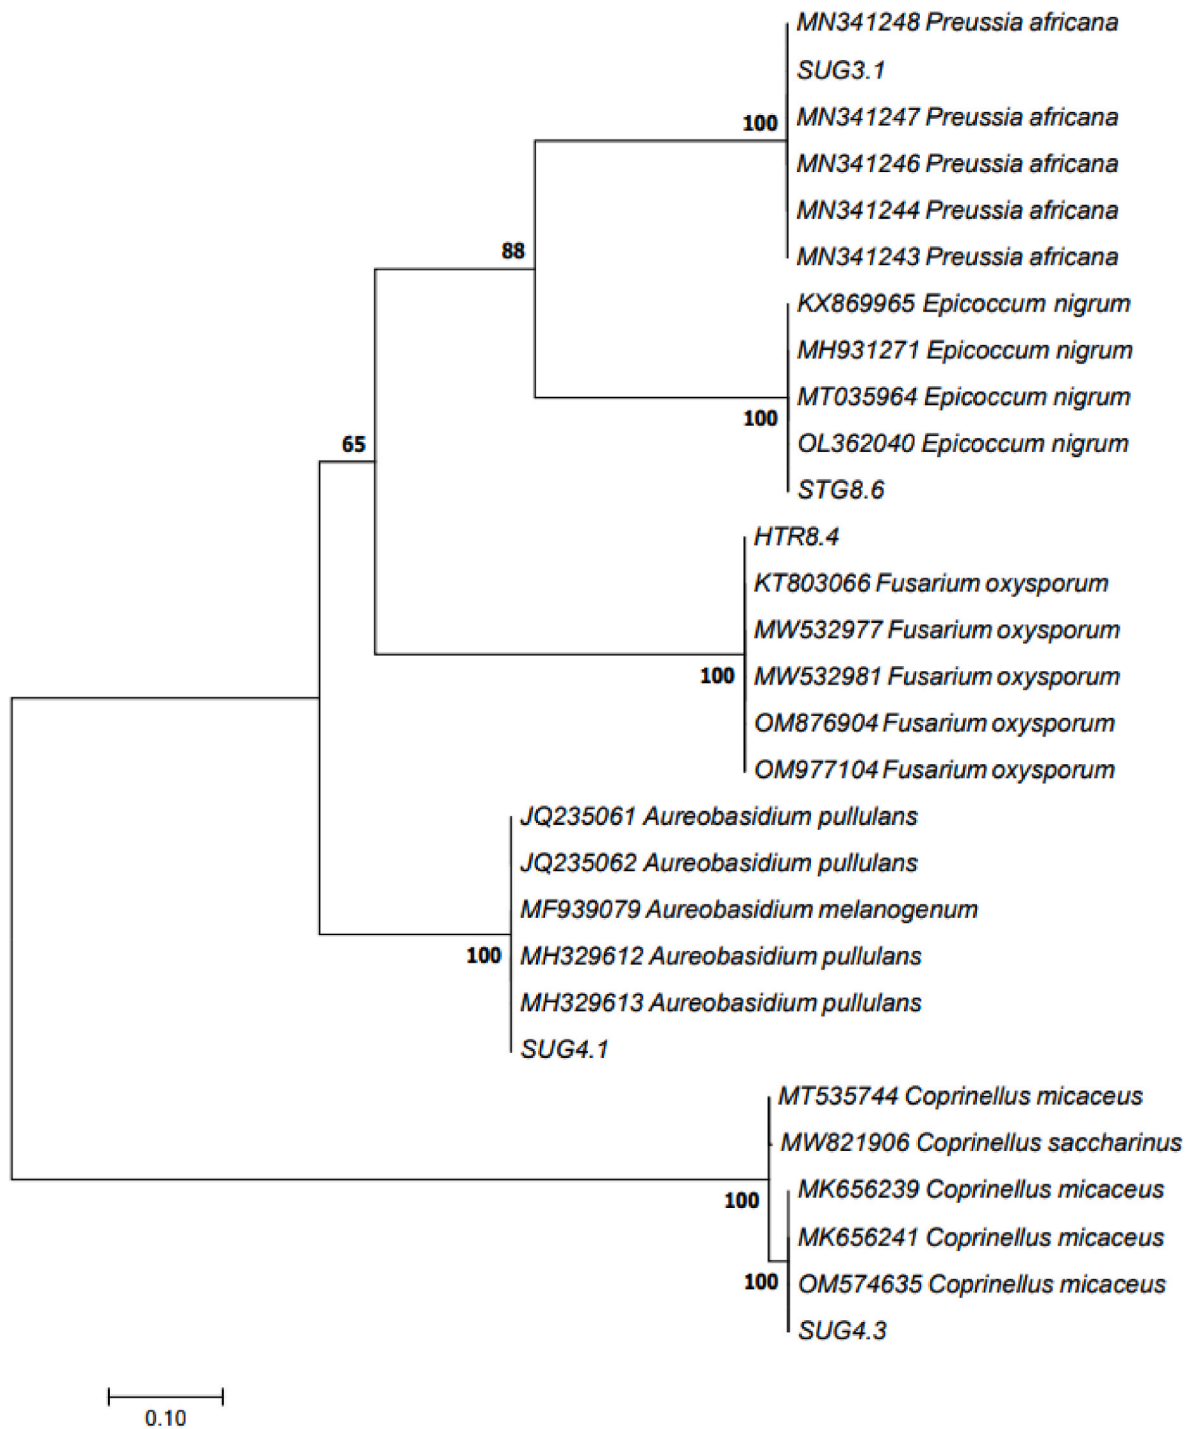 MN341248 Preussia africana
SUG3.1
100
MN341247 Preussia africana
MN341246 Preussia africana
MN341244 Preussia africana
88
MN341243 Preussia africana
KX869965 Epicoccum nigrum
MH931271 Epicoccum nigrum
MT035964 Epicoccum nigrum
100
OL362040 Epicoccum nigrum
65
STG8.6
HTR8.4
KT803066 Fusarium oxysporum
MW532977 Fusarium oxysporum
100
MW532981 Fusarium oxysporum
OM876904 Fusarium oxysporum
OM977104 Fusarium oxysporum
JQ235061 Aureobasidium pullulans
JQ235062 Aureobasidium pullulans
MF939079 Aureobasidium melanogenum
100
MH329612 Aureobasidium pullulans
MH329613 Aureobasidium pullulans
SUG4.1
MT535744 Coprinellus micaceus
MW821906 Coprinellus saccharinus
100
MK656239 Coprinellus micaceus
MK656241 Coprinellus micaceus
100
OM574635 Coprinellus micaceus
SUG4.3
0.10